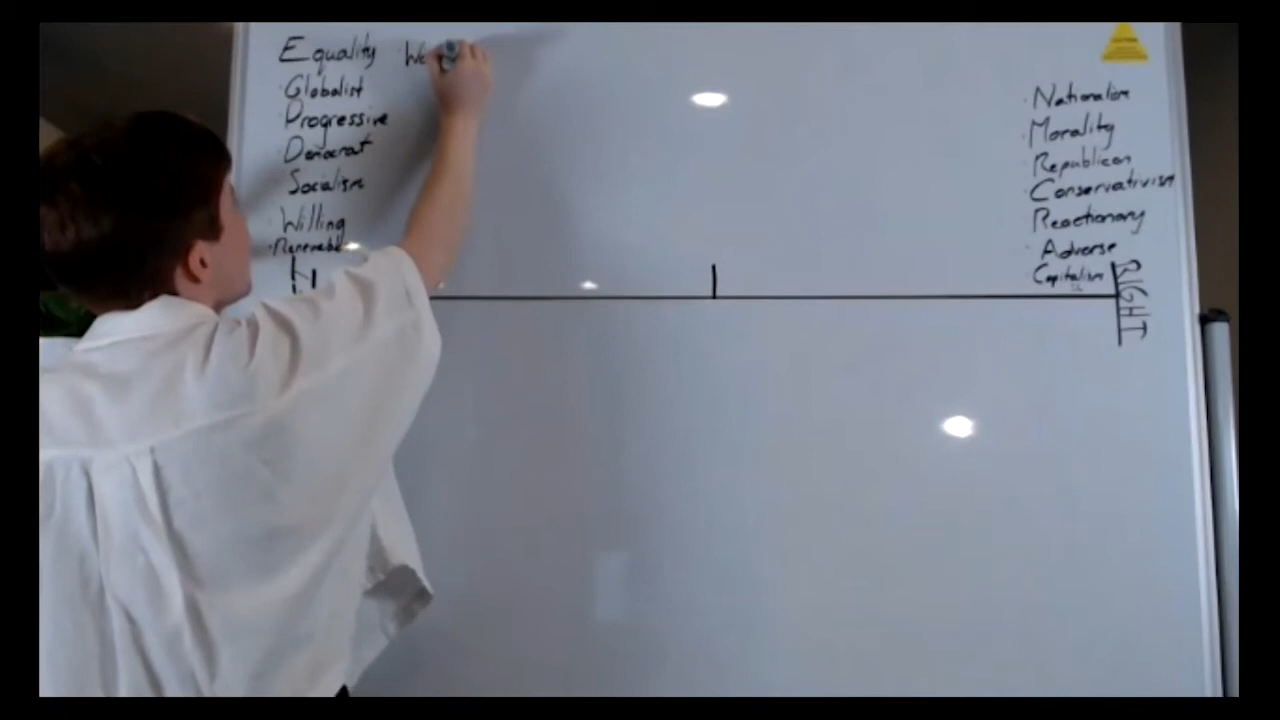 Equality
Globalist
Progressive
Democrat
Socialism
Willing
Renewable
Nationalism
Morality
Republican
Conservativism
Reactionary
Adverse
Capitalism
RIGHT